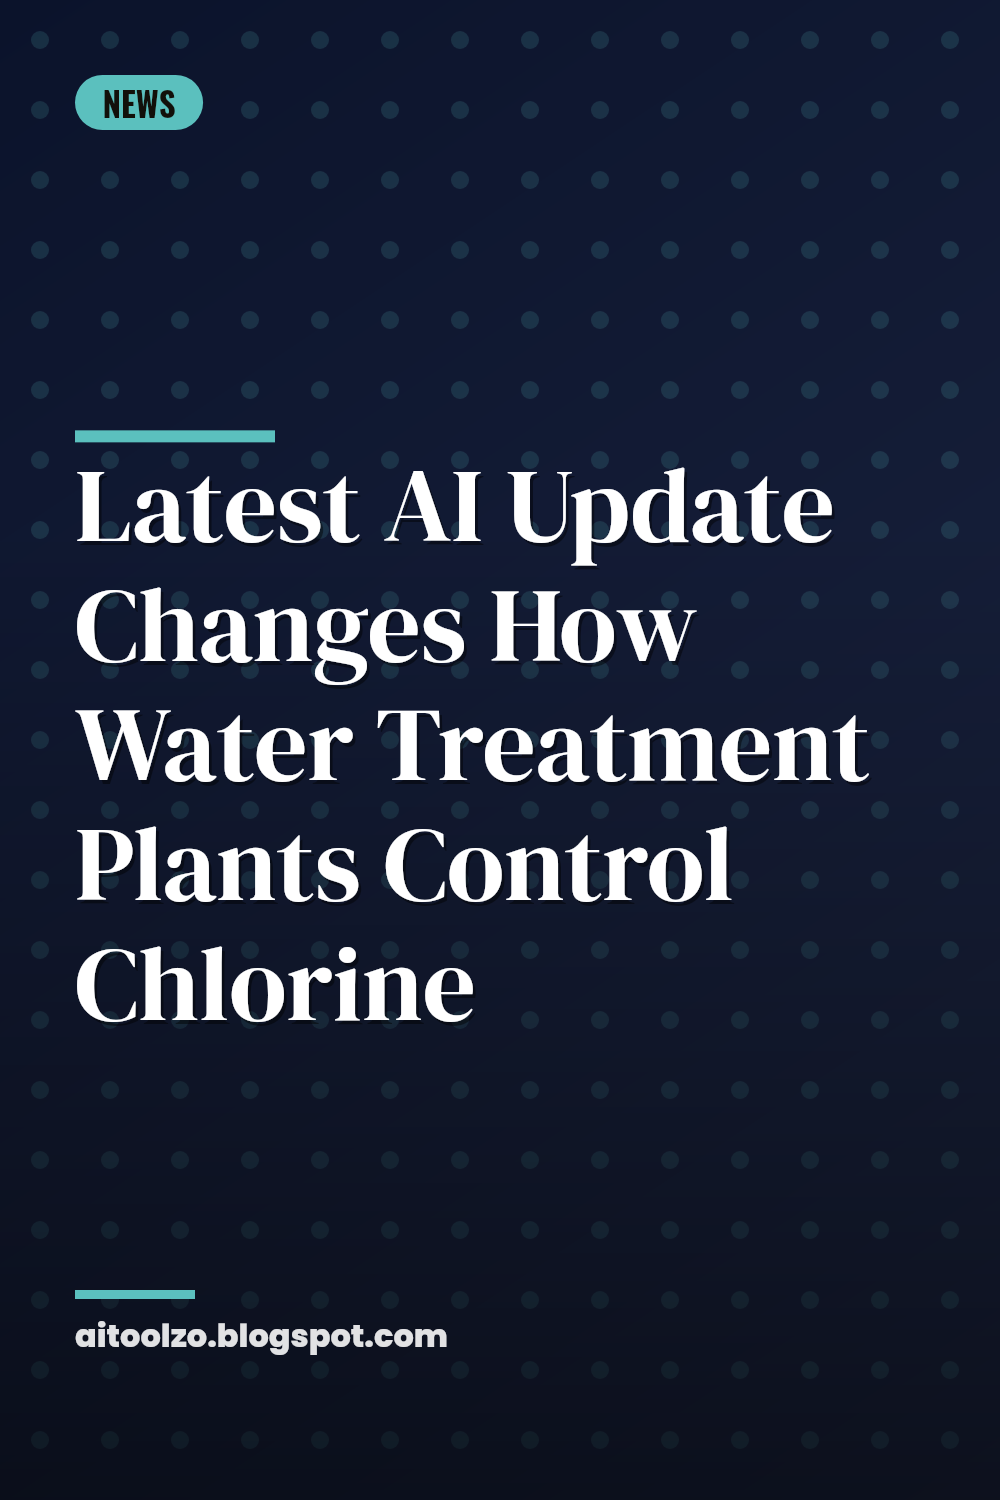 NEWS
Latest AI Update
Changes How
Water Treatment
Plants Control
Chlorine
aitoolzo.blogspot.com